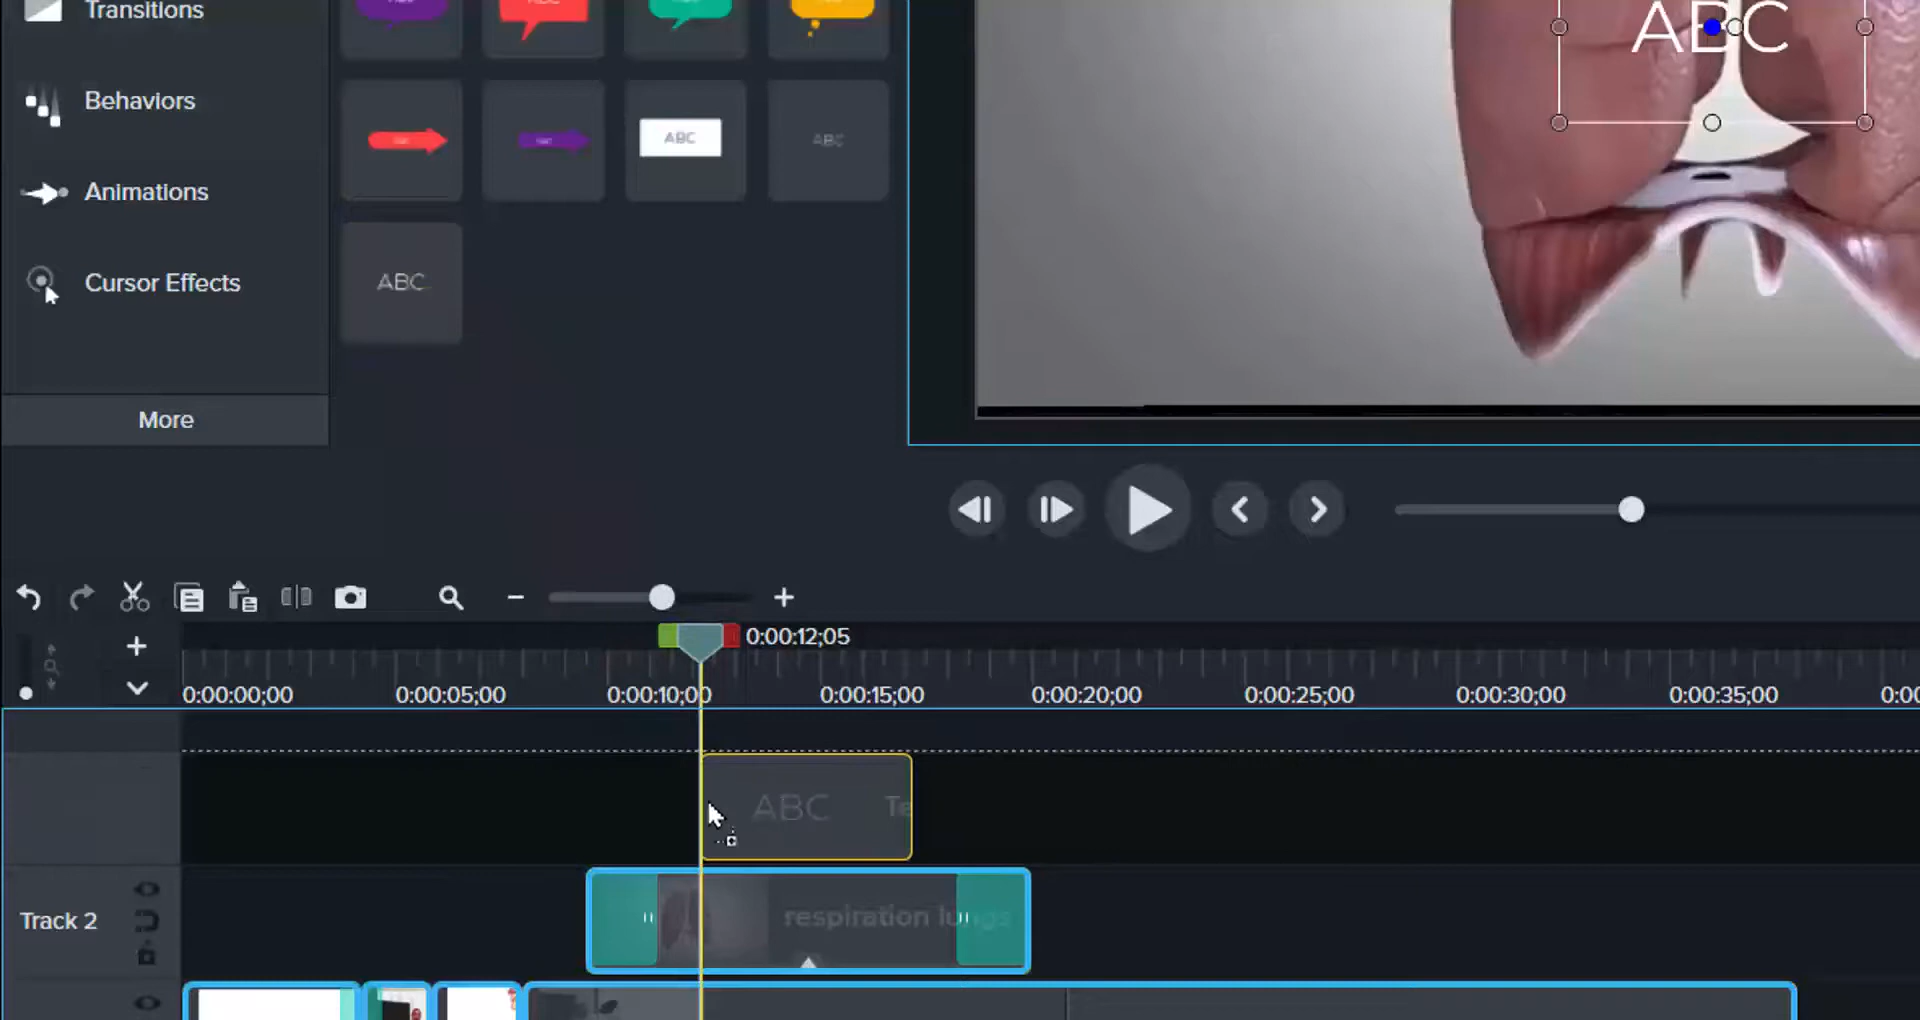 Transitions
ABC
ABC
Behaviors
ABC
ABC
Animations
Cursor Effects
ABC
More
0:00:12;05
0:00:00;00
0:00:05;00
0:00:10;00
0:00:15;00
0:00:20;00
0:00:25;00
0:00:30;00
0:00:35;00
ABC
Track 2
respiration lungs